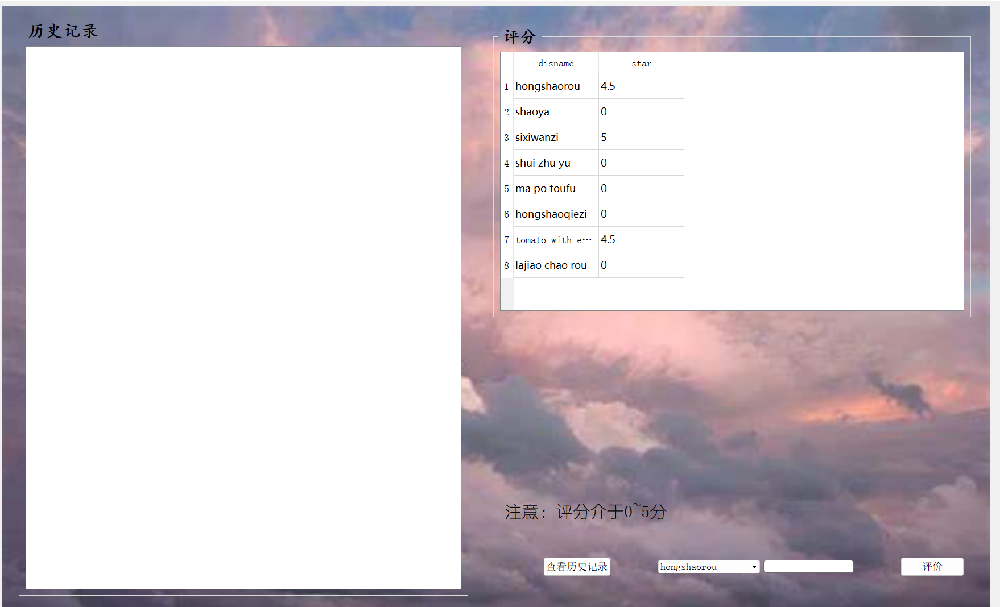 历史记录
评分
disname star
1 hongshaorou 4.5
2 shaoya 0
3 sixiwanzi 5
4 shui zhu yu 0
5 ma po toufu 0
6 hongshaoqiezi 0
7 tomato with e… 4.5
8 lajiao chao rou 0
注意：评分介于0~5分
查看历史记录 hongshaorou 评价